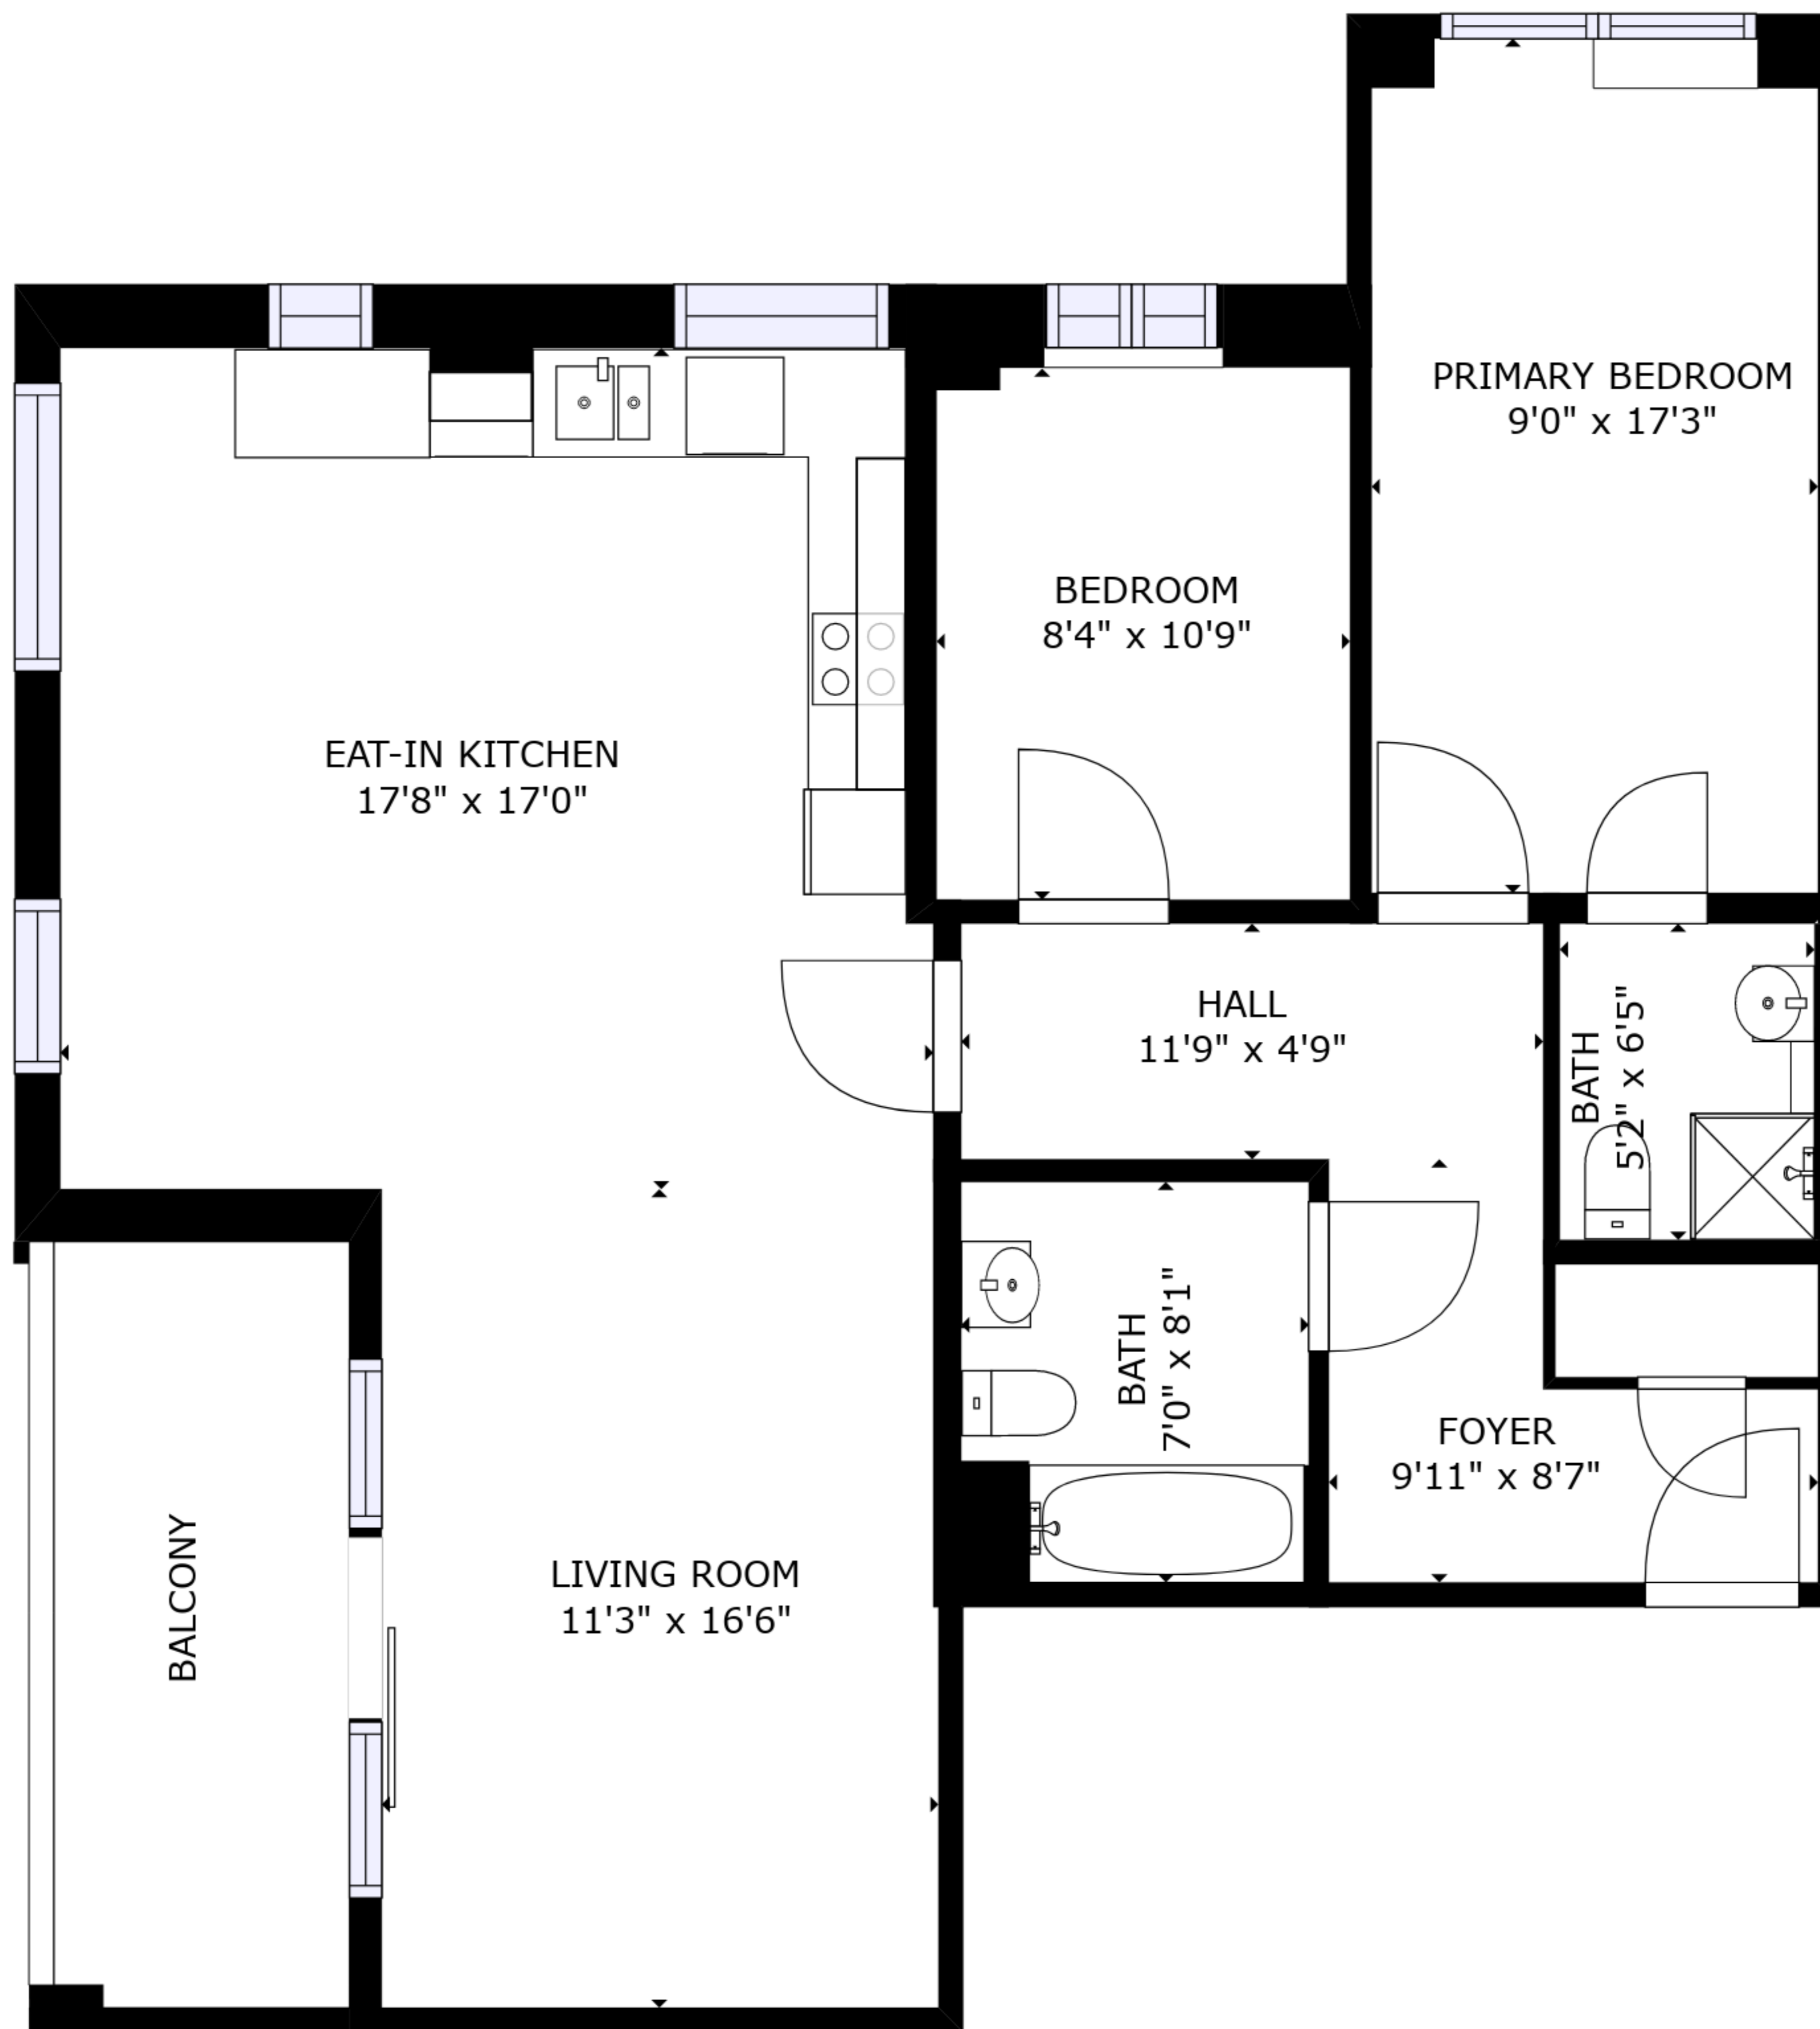 PRIMARY BEDROOM
9'0" x 17'3"
BEDROOM
8'4" x 10'9"
EAT-IN KITCHEN
17'8" x 17'0"
HALL
11'9" x 4'9"
BATH
5'2" x 6'5"
BATH
7'0" x 8'1"
FOYER
9'11" x 8'7"
LIVING ROOM
11'3" x 16'6"
BALCONY